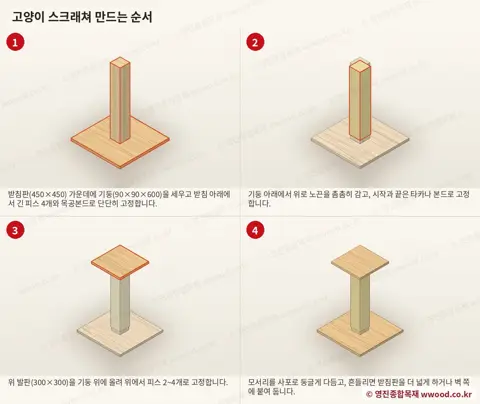 고양이 스크래쳐 만드는 순서
1
2
받침판(450×450) 가운데에 기둥(90×90×600)을 세우고 받침 아래에
서 긴 피스 4개와 목공본드로 단단히 고정합니다.
기둥 아래에서 위로 노끈을 촘촘히 감고, 시작과 끝은 타카나 본드로 고정
합니다.
3
4
위 발판(300×300)을 기둥 위에 올려 위에서 피스 2~4개로 고정합니다.
모서리를 사포로 둥글게 다듬고, 흔들리면 받침판을 더 넓게 하거나 벽 쪽
에 붙여 둡니다.
© 영진종합목재 wwood.co.kr